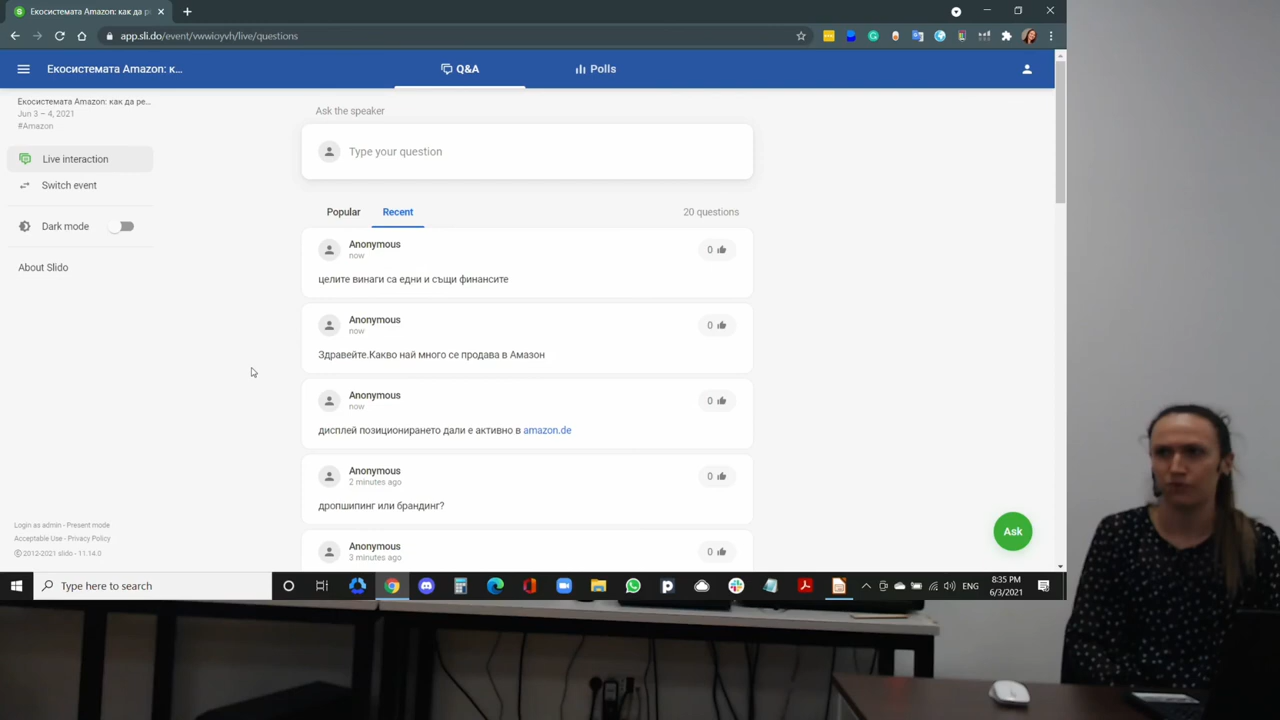 Екосистемата Amazon: как да р
app.sli.do/event/vwwioyvh/live/questions
Екосистемата Amazon: к...
Q&A
Polls
Екосистемата Amazon: как да ре...
Jun 3 – 4, 2021
#Amazon
Live interaction
Switch event
Dark mode
About Slido
Login as admin - Present mode
Acceptable Use - Privacy Policy
© 2012-2021 slido - 11.14.0
Ask the speaker
Type your question
Popular
Recent
20 questions
Anonymous
now
0
целите винаги са едни и същи финансите
Anonymous
now
0
Здравейте.Какво най много се продава в Амазон
Anonymous
now
0
дисплей позиционирането дали е активно в amazon.de
Anonymous
2 minutes ago
0
дропшипинг или брандинг?
Anonymous
3 minutes ago
0
Ask
Type here to search
ENG
8:35 PM
6/3/2021